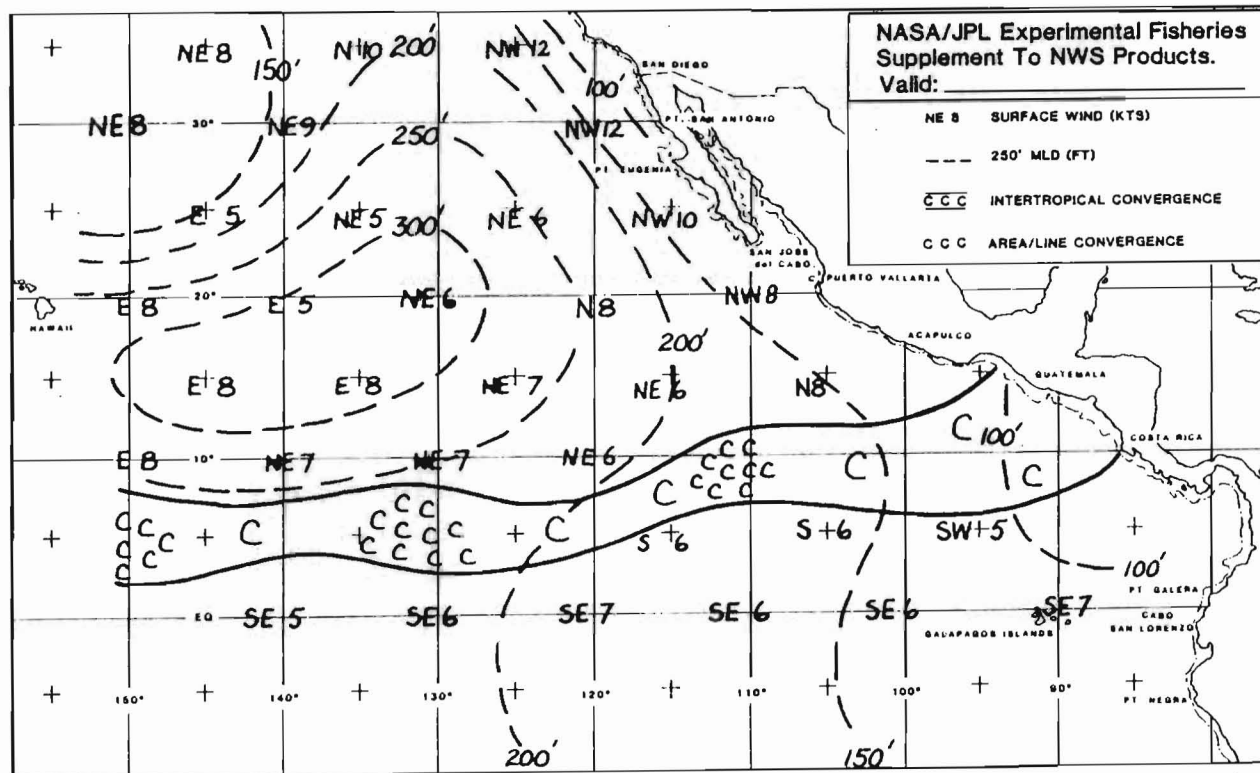 NASA/JPL Experimental Fisheries
Supplement To NWS Products.
Valid:
NE 8 SURFACE WIND (KTS)
250' MLD (FT)
C C C INTERTROPICAL CONVERGENCE
C C C AREA/LINE CONVERGENCE
NE 8 150' N 10 200' NW 12 100' SAN DIEGO
NE 8 30° NE 9 250' NW 12 PT. SAN ANTONIO
PT. EUGENIA
E 5 NE 5 300' NE 6 NW 10
SAN JOSE
del CABO
PUERTO VALLARTA
HAWAII
E 8 20° E 5 NE 6 N 8 NW 8
200' ACAPULCO
E 8 E 8 NE 7 NE 6 N 8 GUATEMALA
C 100' COSTA RICA
E 8 10° NE 7 NE 7 NE 6 C C C C C C C C C C C
C
C C C C C C C C C C C C C C C C C C
S 6 S 6 SW 5
100'
PT GALERA
EQ SE 5 SE 6 SE 7 SE 6 SE 6 SE 7
GALAPAGOS ISLANDS
CABO
SAN LORENZO
150° 140° 130° 120° 110° 100° 90° PT NEGRA
200' 150'